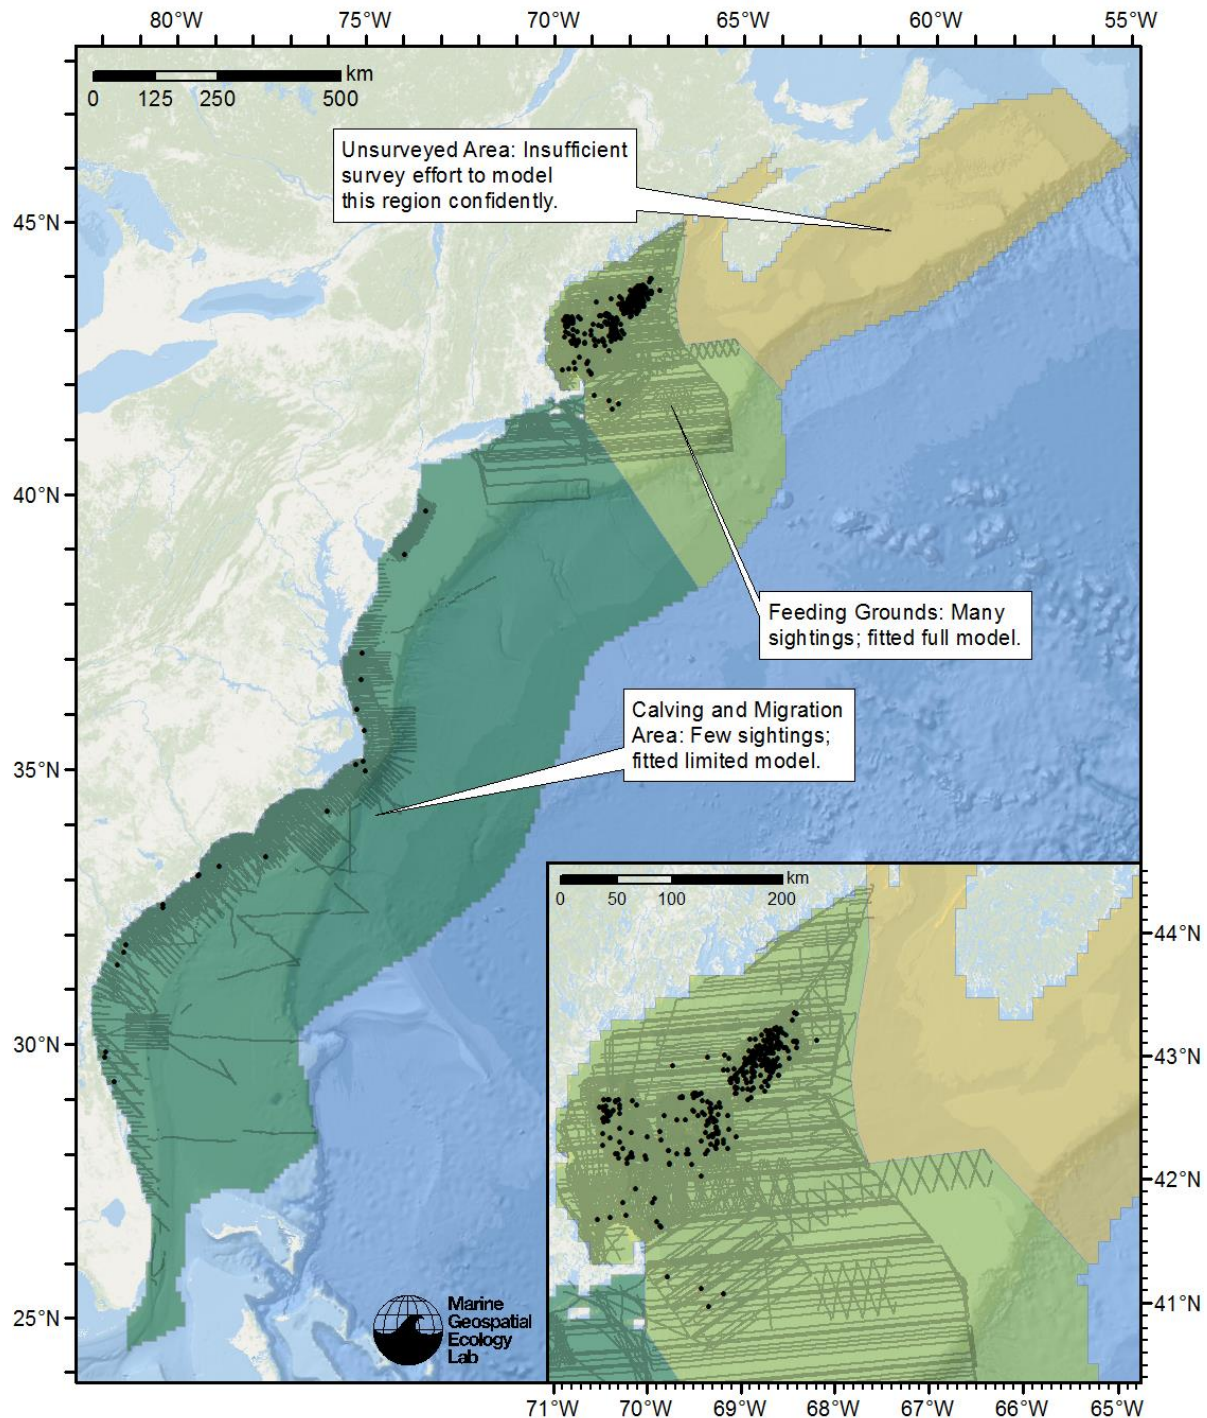 80°W 75°W 70°W 65°W 60°W 55°W
km
0 125 250 500
Unsurveyed Area: Insufficient
survey effort to model
this region confidently.
45°N
40°N
Feeding Grounds: Many
sightings; fitted full model.
Calving and Migration
Area: Few sightings;
fitted limited model.
35°N
km
0 50 100 200
44°N
43°N
30°N
42°N
Marine
Geospatial
Ecology
Lab
25°N
41°N
71°W 70°W 69°W 68°W 67°W 66°W 65°W